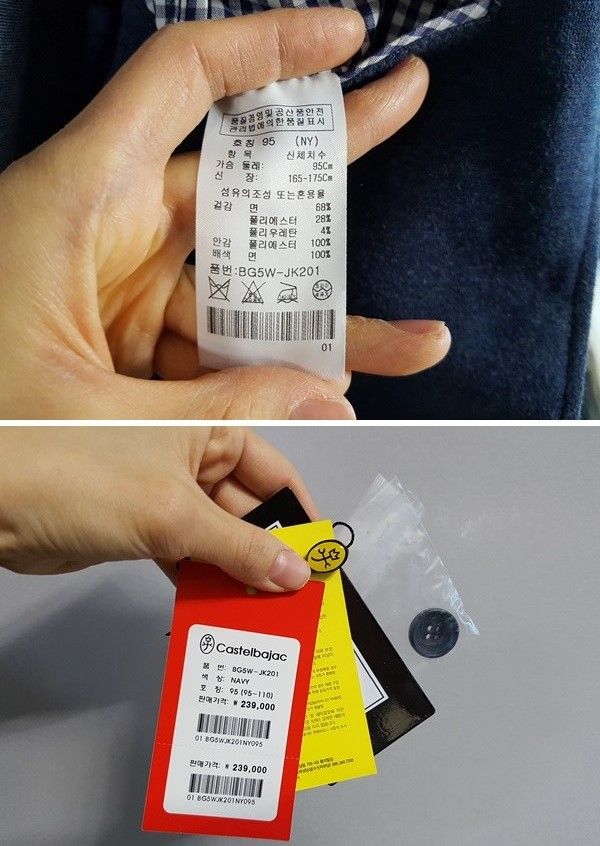 품질경영및공산품안전
관리법에의한품질표시
호칭 95 (NY)
항 목 신체치수
가슴 둘레: 95Cm
신 장: 165-175Cm
섬유의조성 또는혼용율
겉감 면 68%
폴리에스터 28%
폴리우레탄 4%
안감 폴리에스터 100%
배색 면 100%
품번:BG5W-JK201
01
Castelbajac
품 번: BG5W-JK201
색 상: NAVY
호 칭: 95 (95-110)
판매가격: ₩ 239,000
01 BG5WJK201NY095
판매가격: ₩ 239,000
01 BG5WJK201NY095